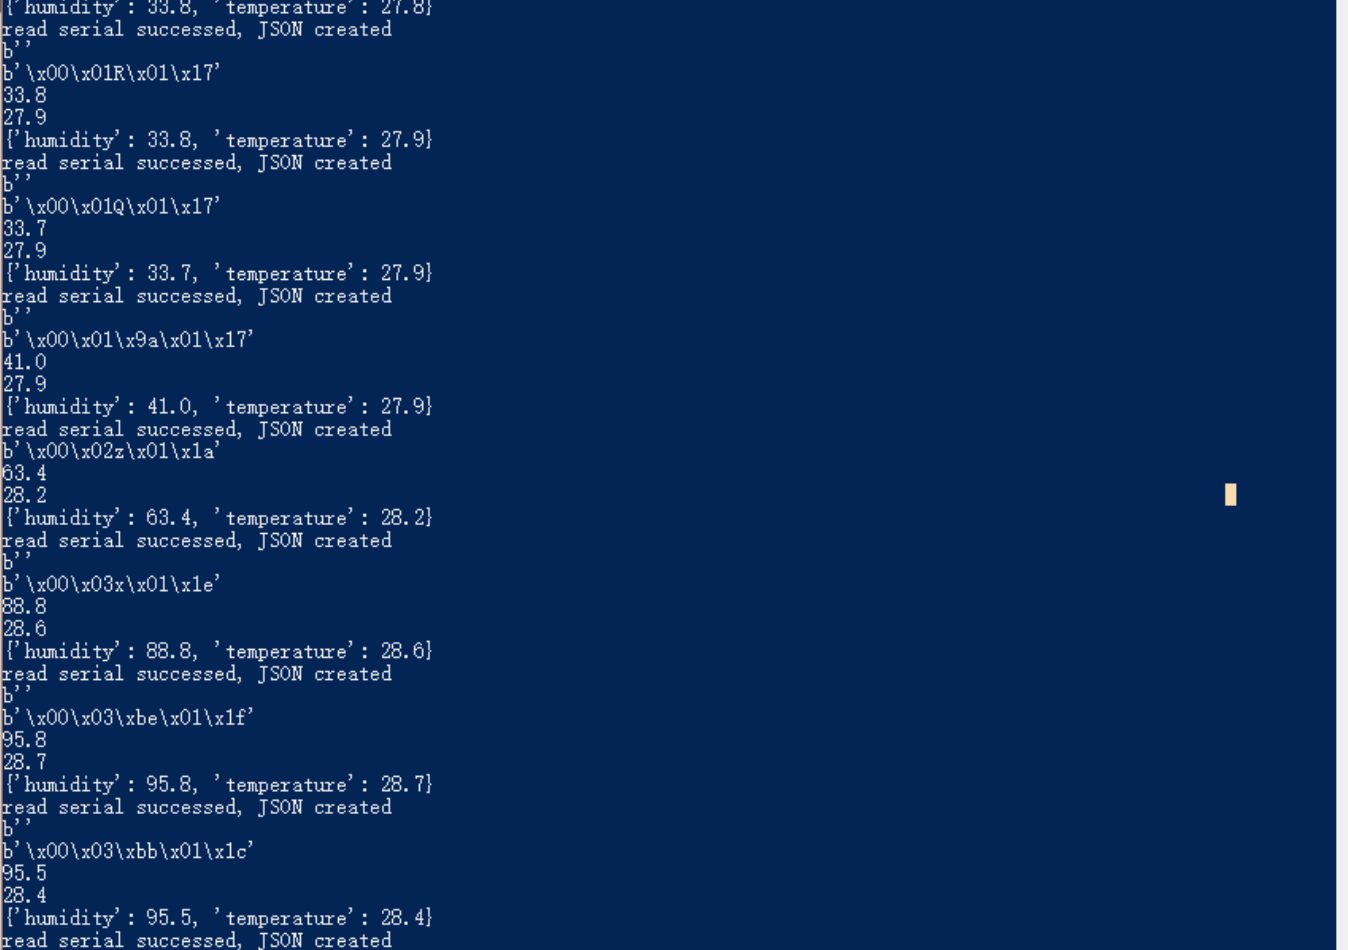 {'humidity': 33.8, 'temperature': 27.8}
read serial successed, JSON created
b''
b'\x00\x01R\x01\x17'
33.8
27.9
{'humidity': 33.8, 'temperature': 27.9}
read serial successed, JSON created
b''
b'\x00\x01Q\x01\x17'
33.7
27.9
{'humidity': 33.7, 'temperature': 27.9}
read serial successed, JSON created
b''
b'\x00\x01\x9a\x01\x17'
41.0
27.9
{'humidity': 41.0, 'temperature': 27.9}
read serial successed, JSON created
b'\x00\x02z\x01\x1a'
63.4
28.2
{'humidity': 63.4, 'temperature': 28.2}
read serial successed, JSON created
b''
b'\x00\x03x\x01\x1e'
88.8
28.6
{'humidity': 88.8, 'temperature': 28.6}
read serial successed, JSON created
b''
b'\x00\x03\xbe\x01\x1f'
95.8
28.7
{'humidity': 95.8, 'temperature': 28.7}
read serial successed, JSON created
b''
b'\x00\x03\xbb\x01\x1c'
95.5
28.4
{'humidity': 95.5, 'temperature': 28.4}
read serial successed, JSON created